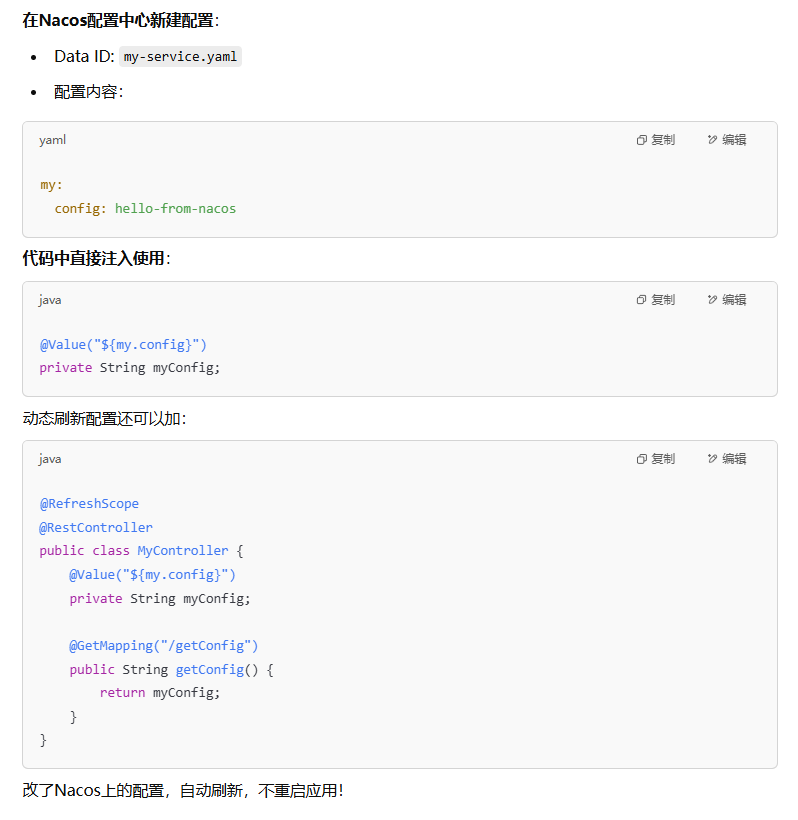 在Nacos配置中心新建配置：
• Data ID: my-service.yaml
• 配置内容：
yaml 复制 编辑
my:
  config: hello-from-nacos
代码中直接注入使用：
java 复制 编辑
@Value("${my.config}")
private String myConfig;
动态刷新配置还可以加：
java 复制 编辑
@RefreshScope
@RestController
public class MyController {
    @Value("${my.config}")
    private String myConfig;
    @GetMapping("/getConfig")
    public String getConfig() {
        return myConfig;
    }
}
改了Nacos上的配置，自动刷新，不重启应用！